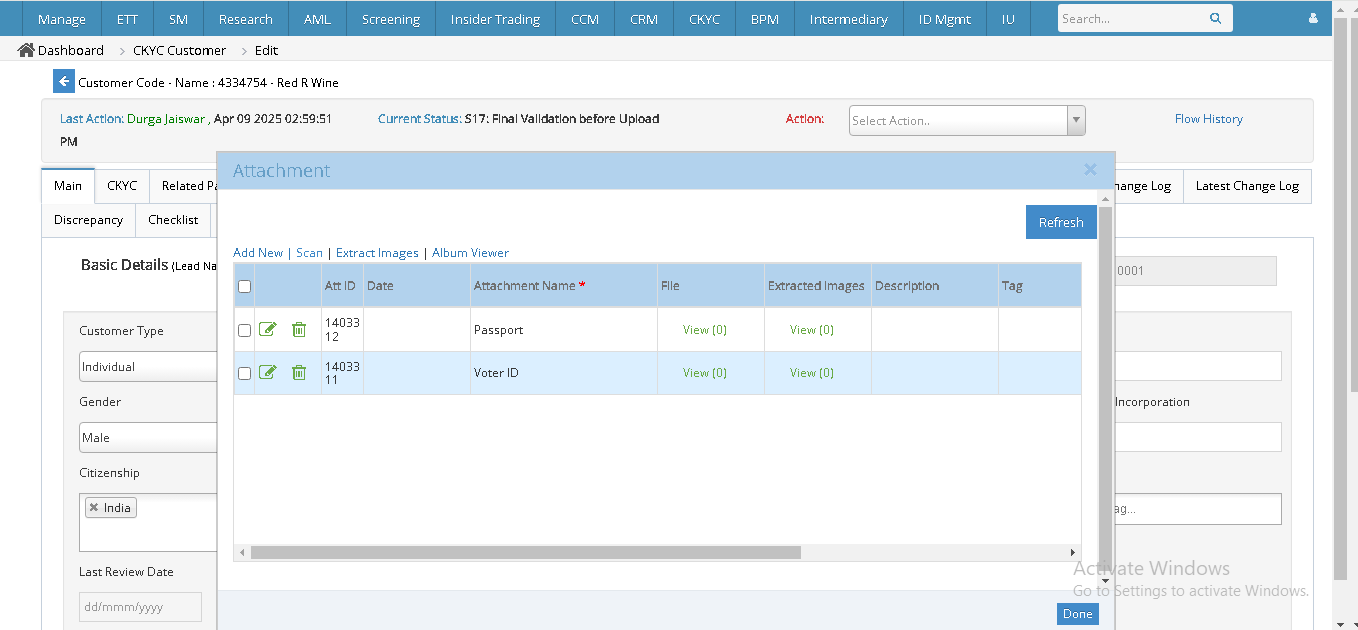 Manage ETT SM Research AML Screening Insider Trading CCM CRM CKYC BPM Intermediary ID Mgmt IU Search...
Dashboard > CKYC Customer > Edit
Customer Code - Name : 4334754 - Red R Wine
Last Action: Durga Jaiswar , Apr 09 2025 02:59:51
PM
Current Status: S17: Final Validation before Upload
Action: Select Action..
Flow History
Main CKYC Related Pa
hange Log Latest Change Log
Discrepancy Checklist
Basic Details (Lead Na
0001
Customer Type
Individual
Gender
Incorporation
Male
Citizenship
× India
ag...
Last Review Date
dd/mmm/yyyy
Attachment ×
Refresh
Add New | Scan | Extract Images | Album Viewer
Att ID Date Attachment Name * File Extracted Images Description Tag
1403312 Passport View (0) View (0)
1403311 Voter ID View (0) View (0)
Done
Activate Windows
Go to Settings to activate Windows.